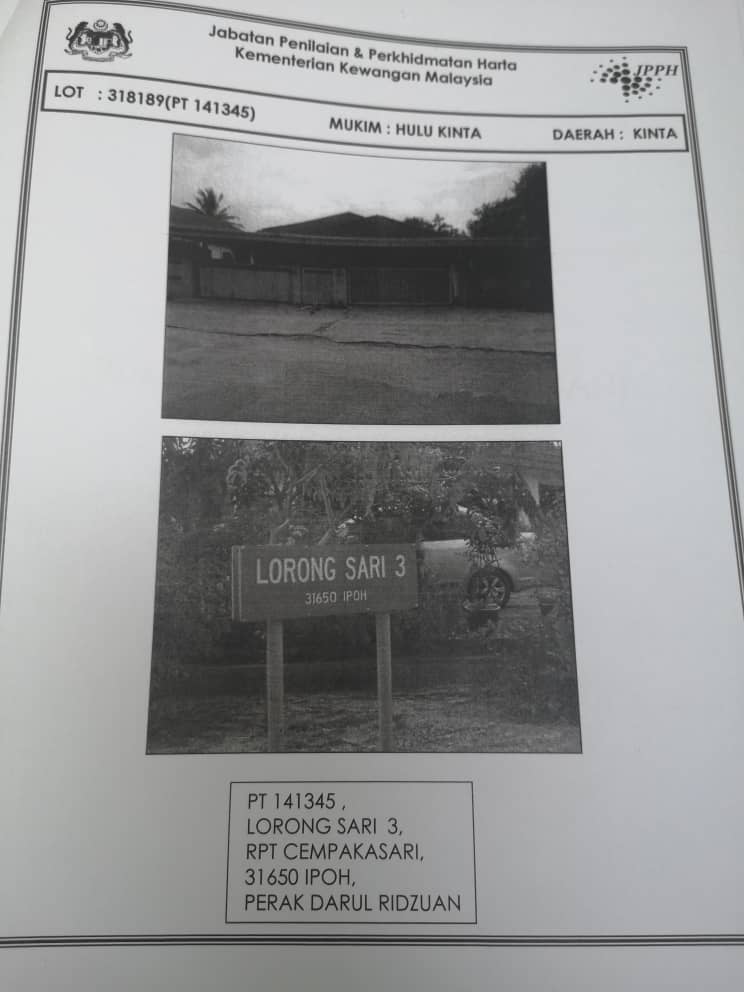 Jabatan Penilaian & Perkhidmatan Harta
Kementerian Kewangan Malaysia
JPPH
LOT : 318189(PT 141345)
MUKIM : HULU KINTA
DAERAH : KINTA
LORONG SARI 3
31650 IPOH
PT 141345 ,
LORONG SARI 3,
RPT CEMPAKASARI,
31650 IPOH,
PERAK DARUL RIDZUAN